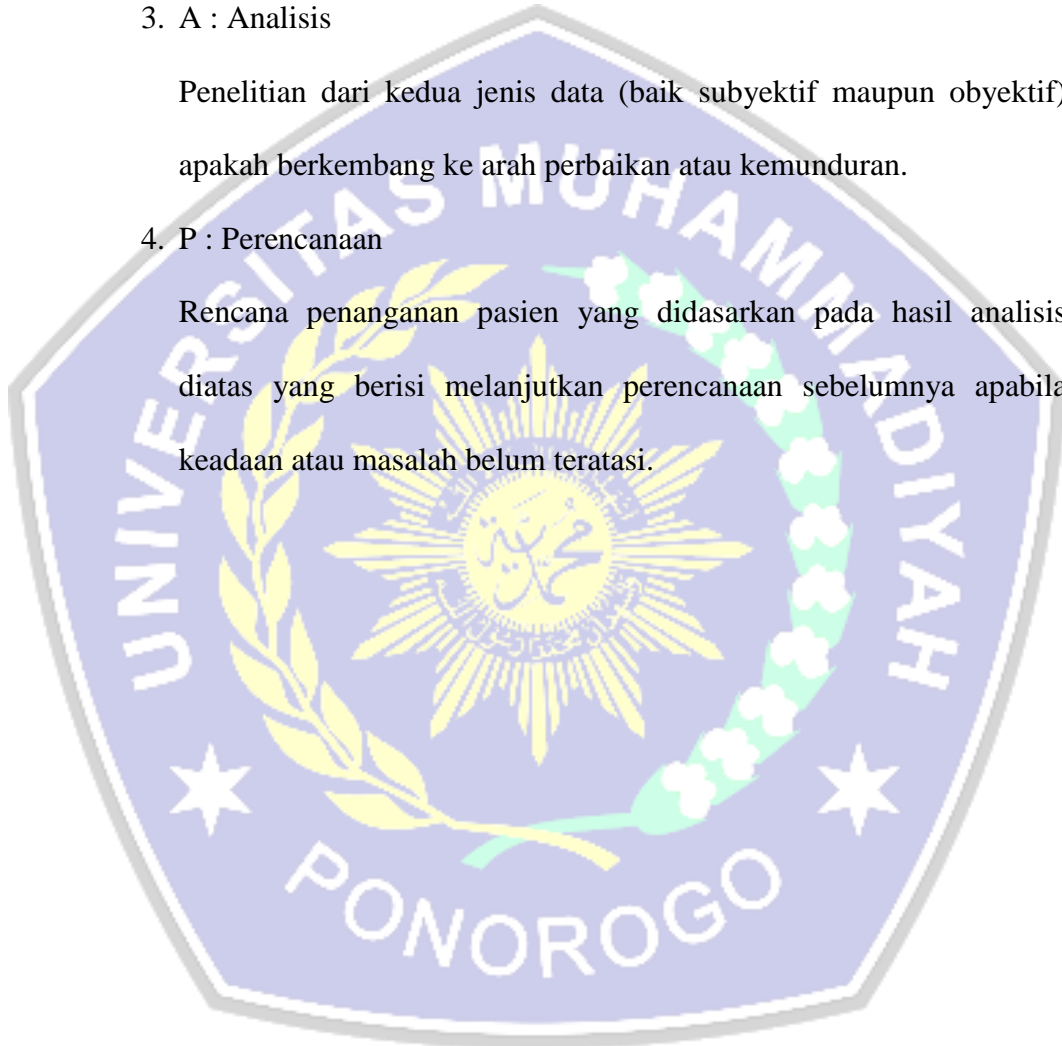 3. A : Analisis
Penelitian dari kedua jenis data (baik subyektif maupun obyektif)
apakah berkembang ke arah perbaikan atau kemunduran.
4. P : Perencanaan
Rencana penanganan pasien yang didasarkan pada hasil analisis
diatas yang berisi melanjutkan perencanaan sebelumnya apabila
keadaan atau masalah belum teratasi.
UNIVERSITAS MUHAMMADIYAH
PONOROGO